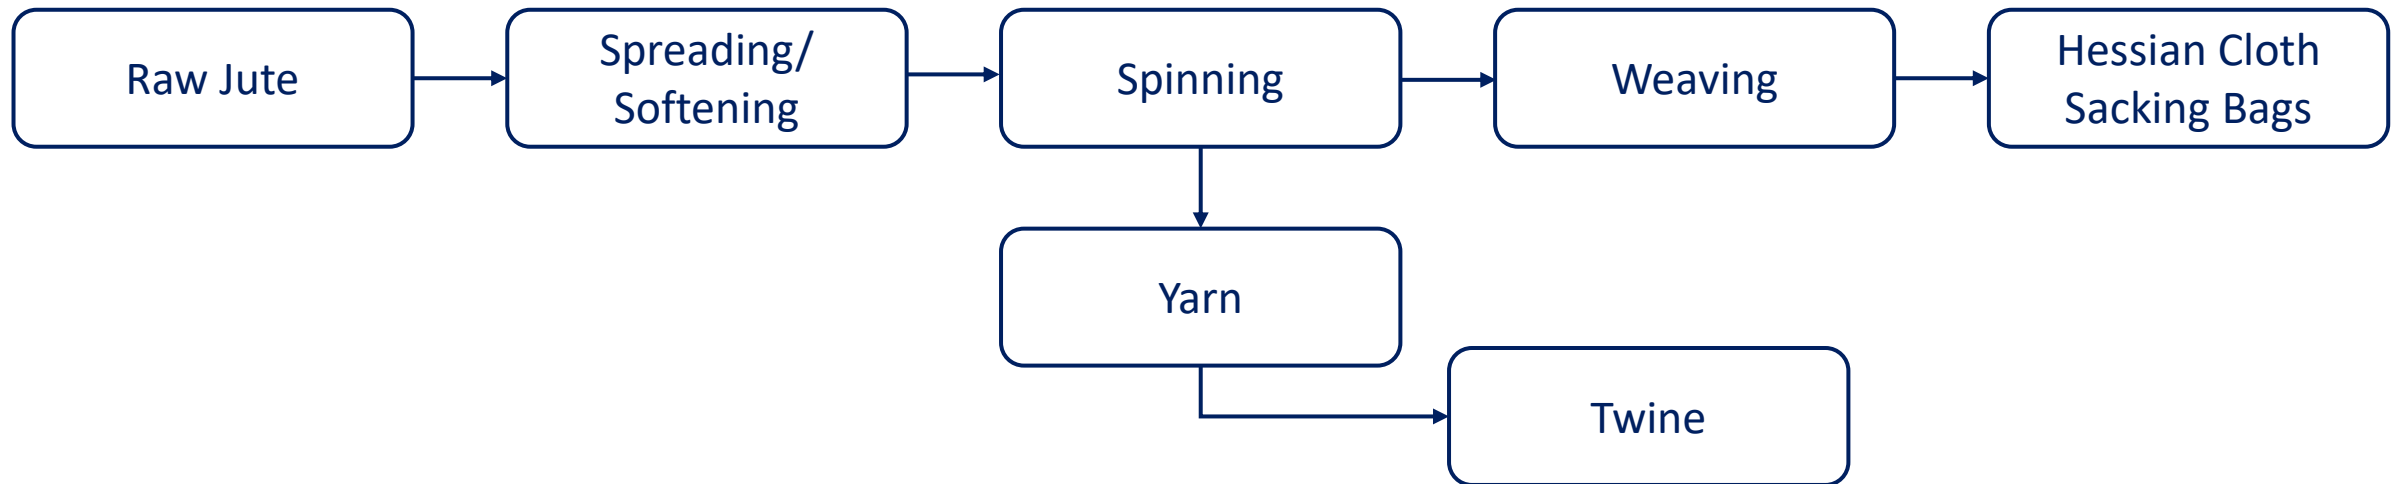 Raw Jute
Spreading/
Softening
Spinning
Weaving
Hessian Cloth
Sacking Bags
Yarn
Twine